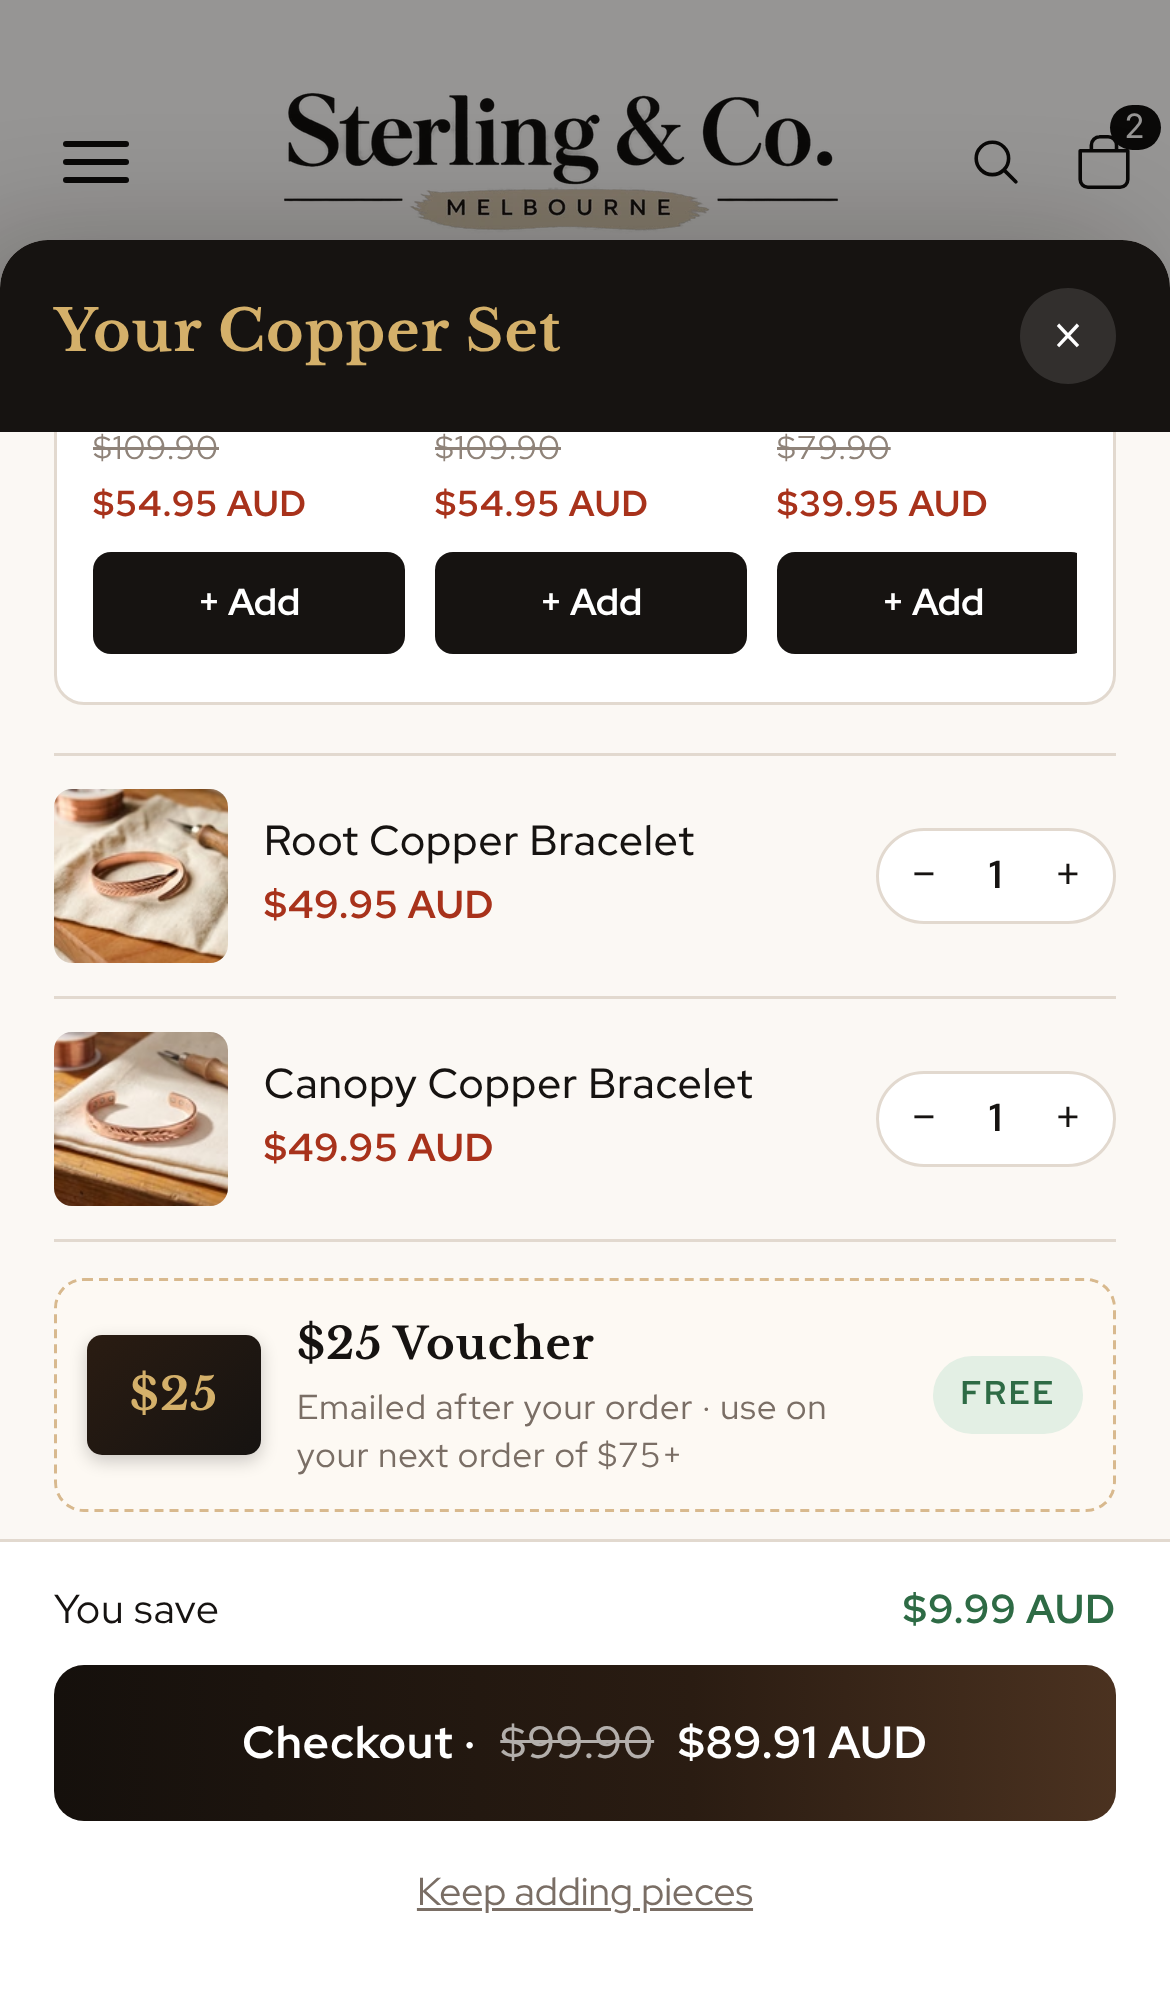 Sterling & Co.
MELBOURNE
2
Your Copper Set
×
$109.90 $109.90 $79.90
$54.95 AUD $54.95 AUD $39.95 AUD
+ Add + Add + Add
Root Copper Bracelet
$49.95 AUD
− 1 +
Canopy Copper Bracelet
$49.95 AUD
− 1 +
$25
$25 Voucher
Emailed after your order · use on
your next order of $75+
FREE
You save $9.99 AUD
Checkout · $99.90 $89.91 AUD
Keep adding pieces